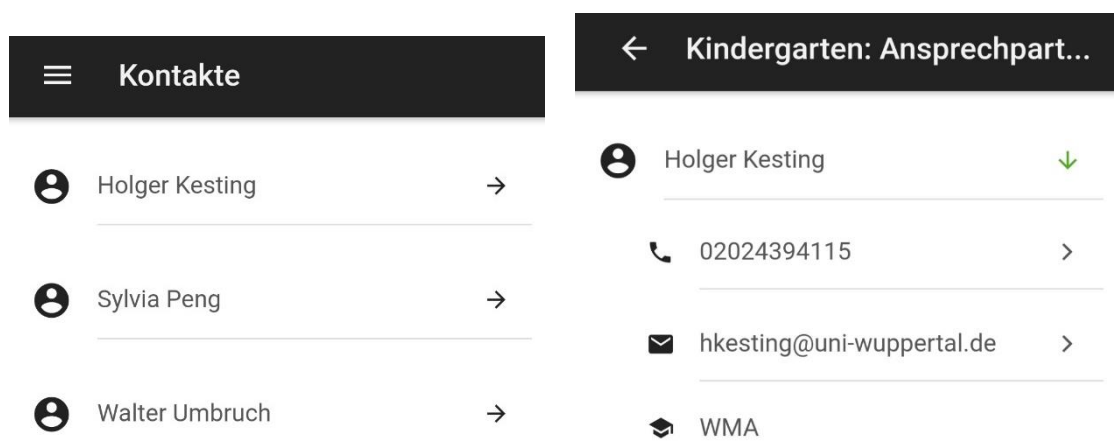 Kontakte
Holger Kesting
Sylvia Peng
Walter Umbruch
Kindergarten: Ansprechpart...
Holger Kesting
02024394115
hkesting@uni-wuppertal.de
WMA